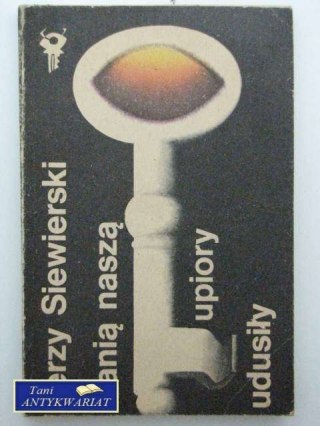 erzy Siewierski
anią naszą
upiory
udusiły
Tani
ANTYKWARIAT